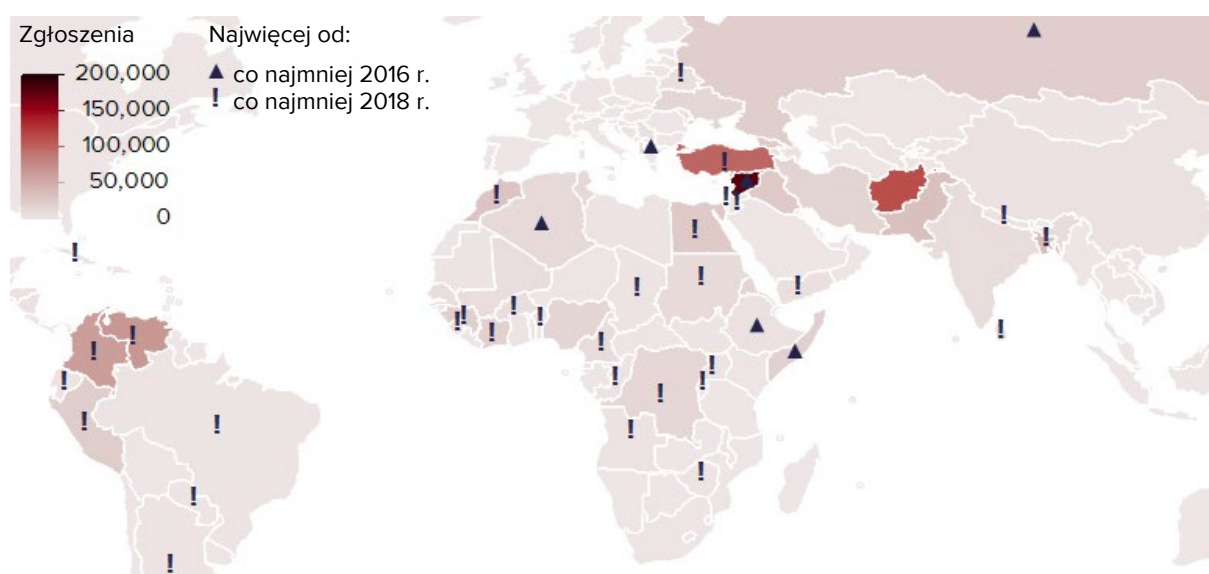 Zgłoszenia
200,000
150,000
100,000
50,000
0
Najwięcej od:
▲ co najmniej 2016 r.
! co najmniej 2018 r.